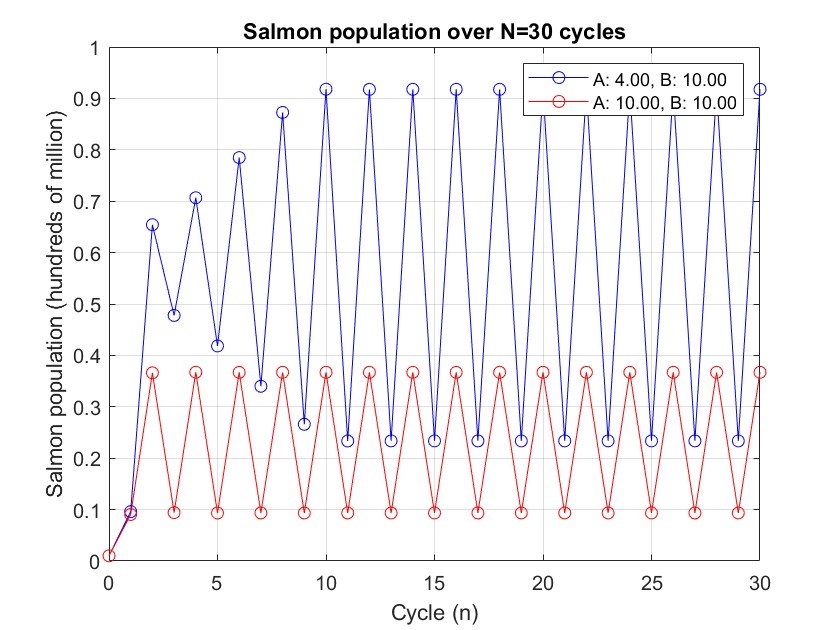 Salmon population over N=30 cycles
A: 4.00, B: 10.00
A: 10.00, B: 10.00
Salmon population (hundreds of million)
1
0.9
0.8
0.7
0.6
0.5
0.4
0.3
0.2
0.1
0
0 5 10 15 20 25 30
Cycle (n)